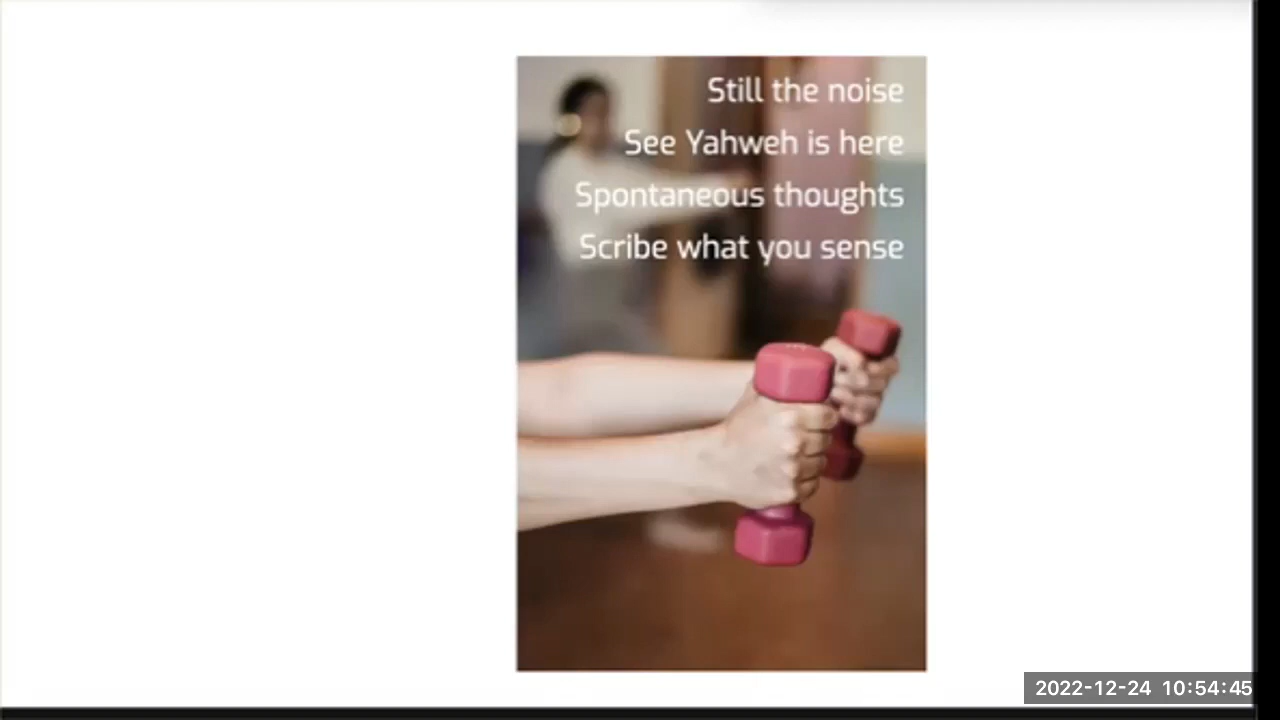 Still the noise
See Yahweh is here
Spontaneous thoughts
Scribe what you sense
2022-12-24 10:54:45